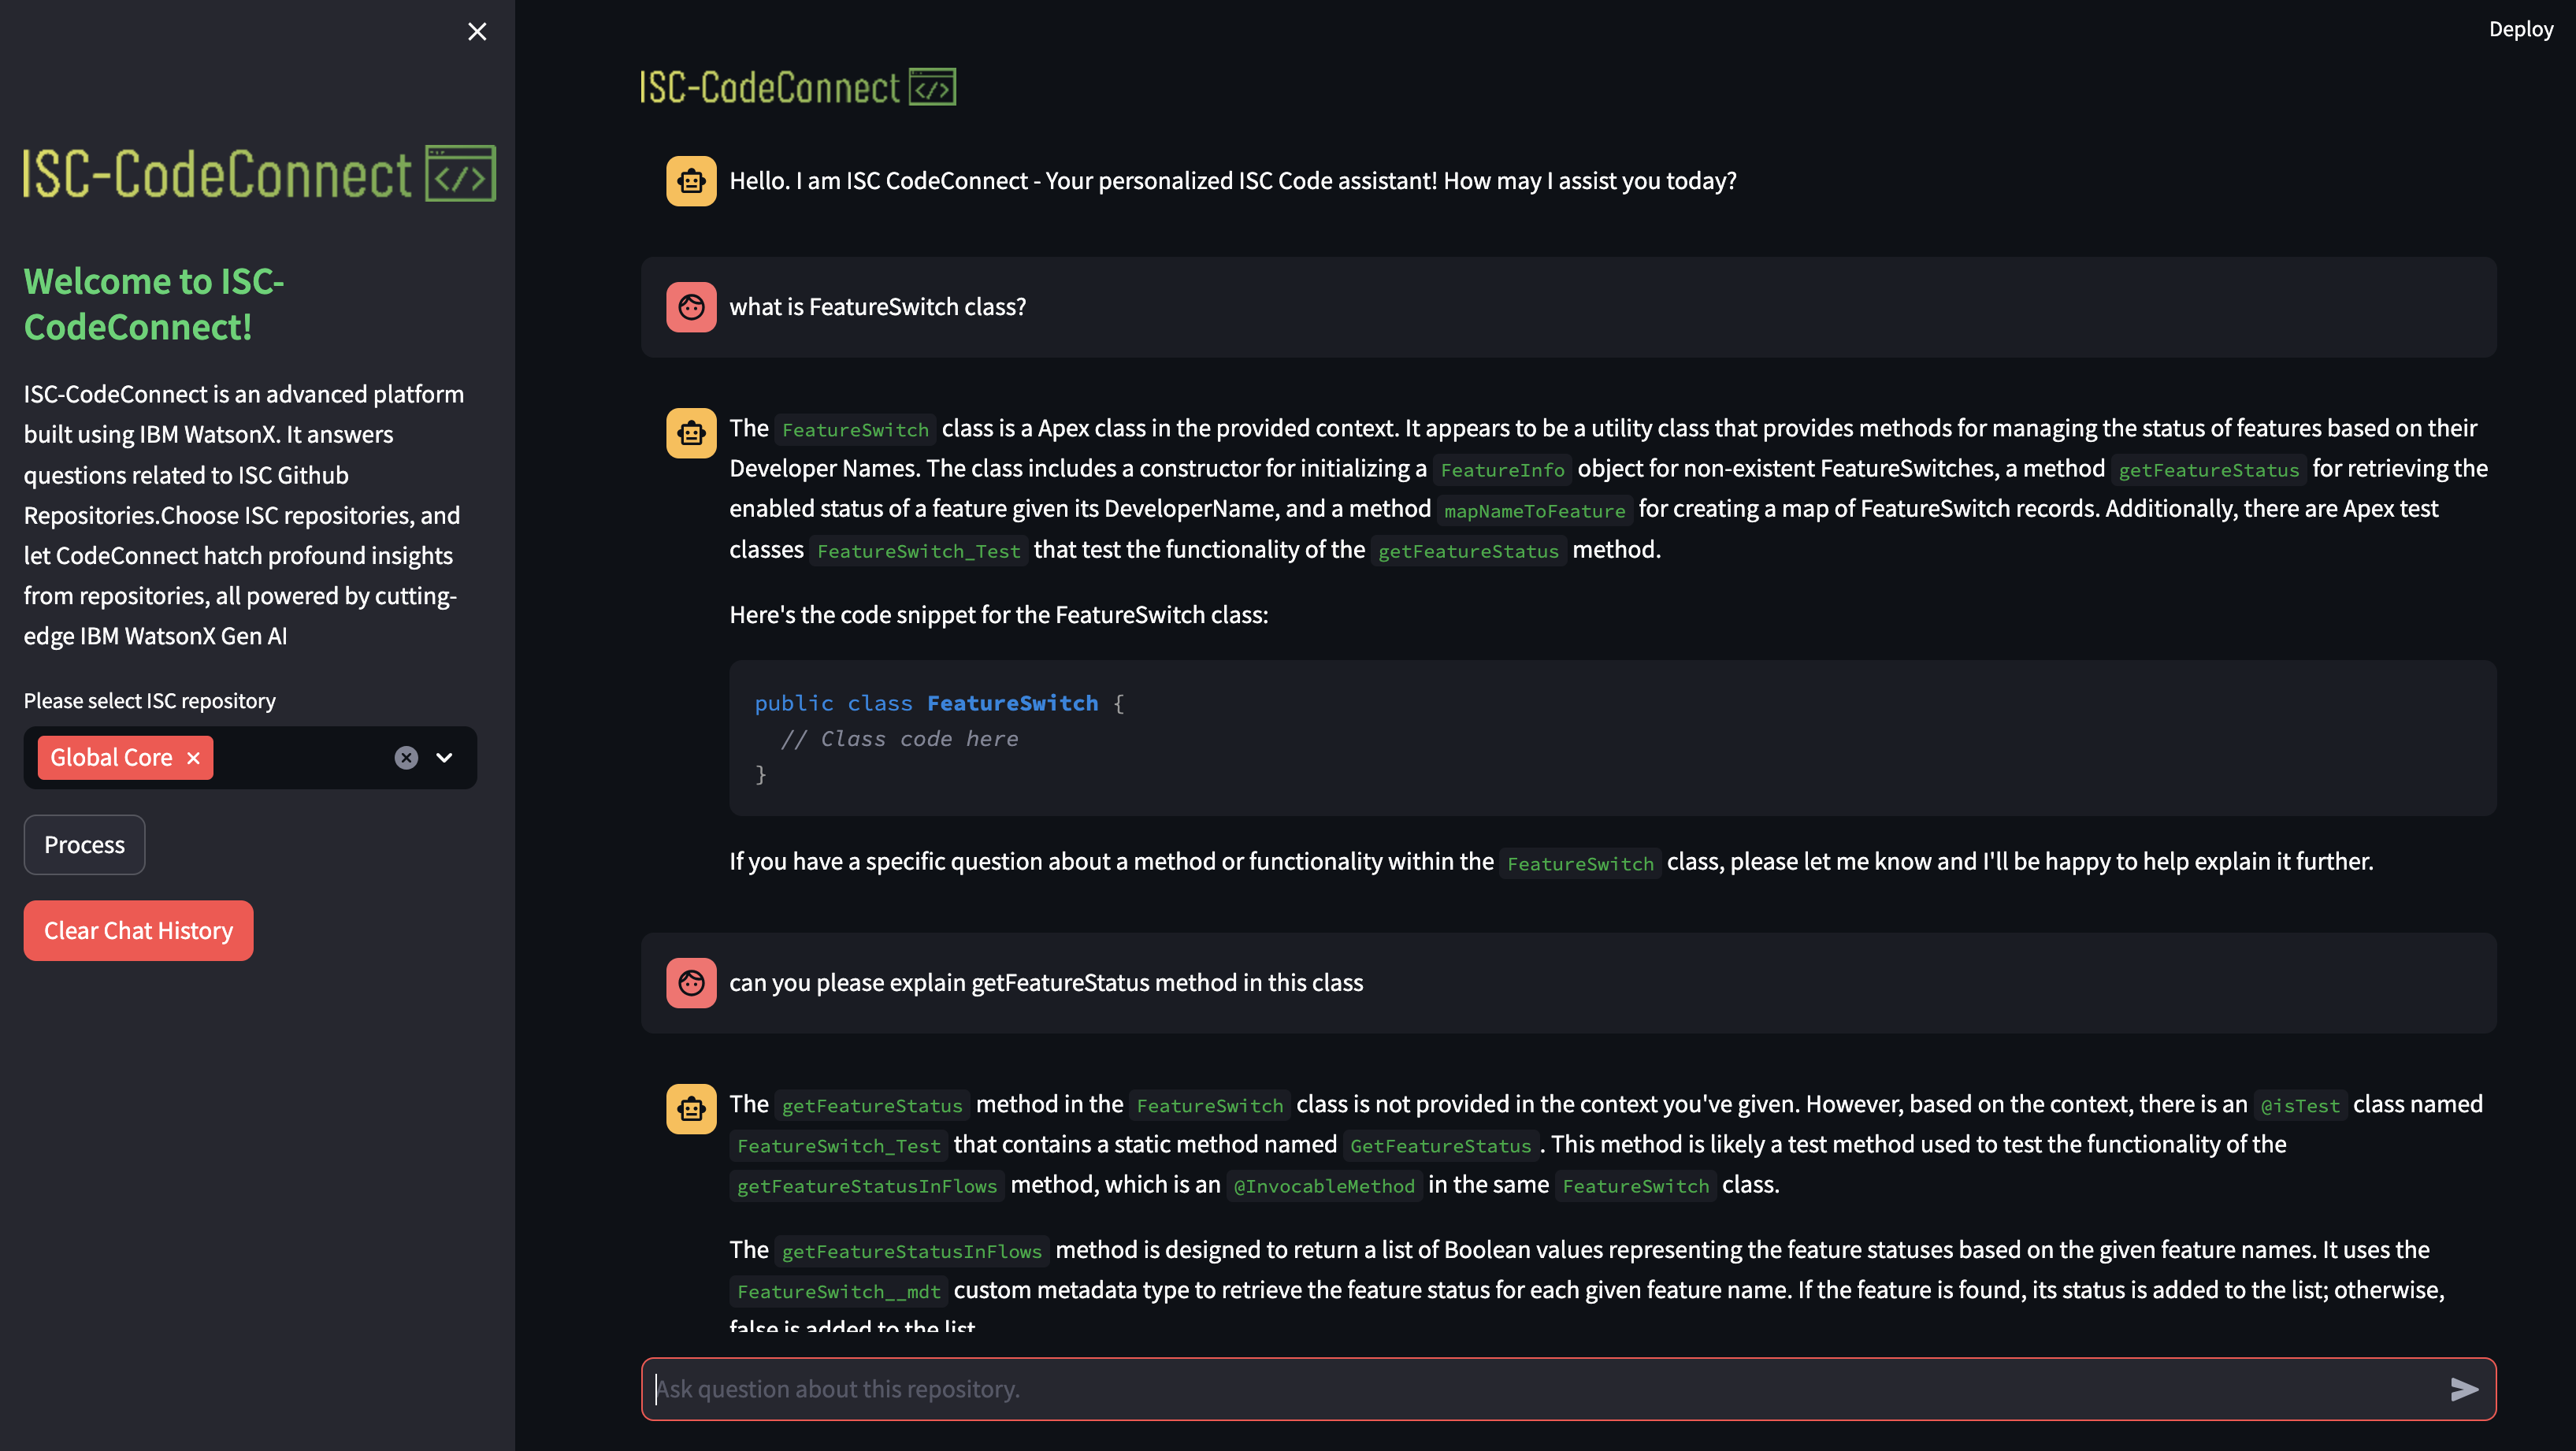 Deploy
ISC-CodeConnect </>
Welcome to ISC-
CodeConnect!
ISC-CodeConnect is an advanced platform
built using IBM WatsonX. It answers
questions related to ISC Github
Repositories.Choose ISC repositories, and
let CodeConnect hatch profound insights
from repositories, all powered by cutting-
edge IBM WatsonX Gen AI
Please select ISC repository
Global Core
Process
Clear Chat History
ISC-CodeConnect </>
Hello. I am ISC CodeConnect - Your personalized ISC Code assistant! How may I assist you today?
what is FeatureSwitch class?
The FeatureSwitch class is a Apex class in the provided context. It appears to be a utility class that provides methods for managing the status of features based on their
Developer Names. The class includes a constructor for initializing a FeatureInfo object for non-existent FeatureSwitches, a method getFeatureStatus for retrieving the
enabled status of a feature given its DeveloperName, and a method mapNameToFeature for creating a map of FeatureSwitch records. Additionally, there are Apex test
classes FeatureSwitch_Test that test the functionality of the getFeatureStatus method.
Here's the code snippet for the FeatureSwitch class:
public class FeatureSwitch {
// Class code here
}
If you have a specific question about a method or functionality within the FeatureSwitch class, please let me know and I'll be happy to help explain it further.
can you please explain getFeatureStatus method in this class
The getFeatureStatus method in the FeatureSwitch class is not provided in the context you've given. However, based on the context, there is an @isTest class named
FeatureSwitch_Test that contains a static method named GetFeatureStatus. This method is likely a test method used to test the functionality of the
getFeatureStatusInFlows method, which is an @InvocableMethod in the same FeatureSwitch class.
The getFeatureStatusInFlows method is designed to return a list of Boolean values representing the feature statuses based on the given feature names. It uses the
FeatureSwitch__mdt custom metadata type to retrieve the feature status for each given feature name. If the feature is found, its status is added to the list; otherwise,
false is added to the list
Ask question about this repository.